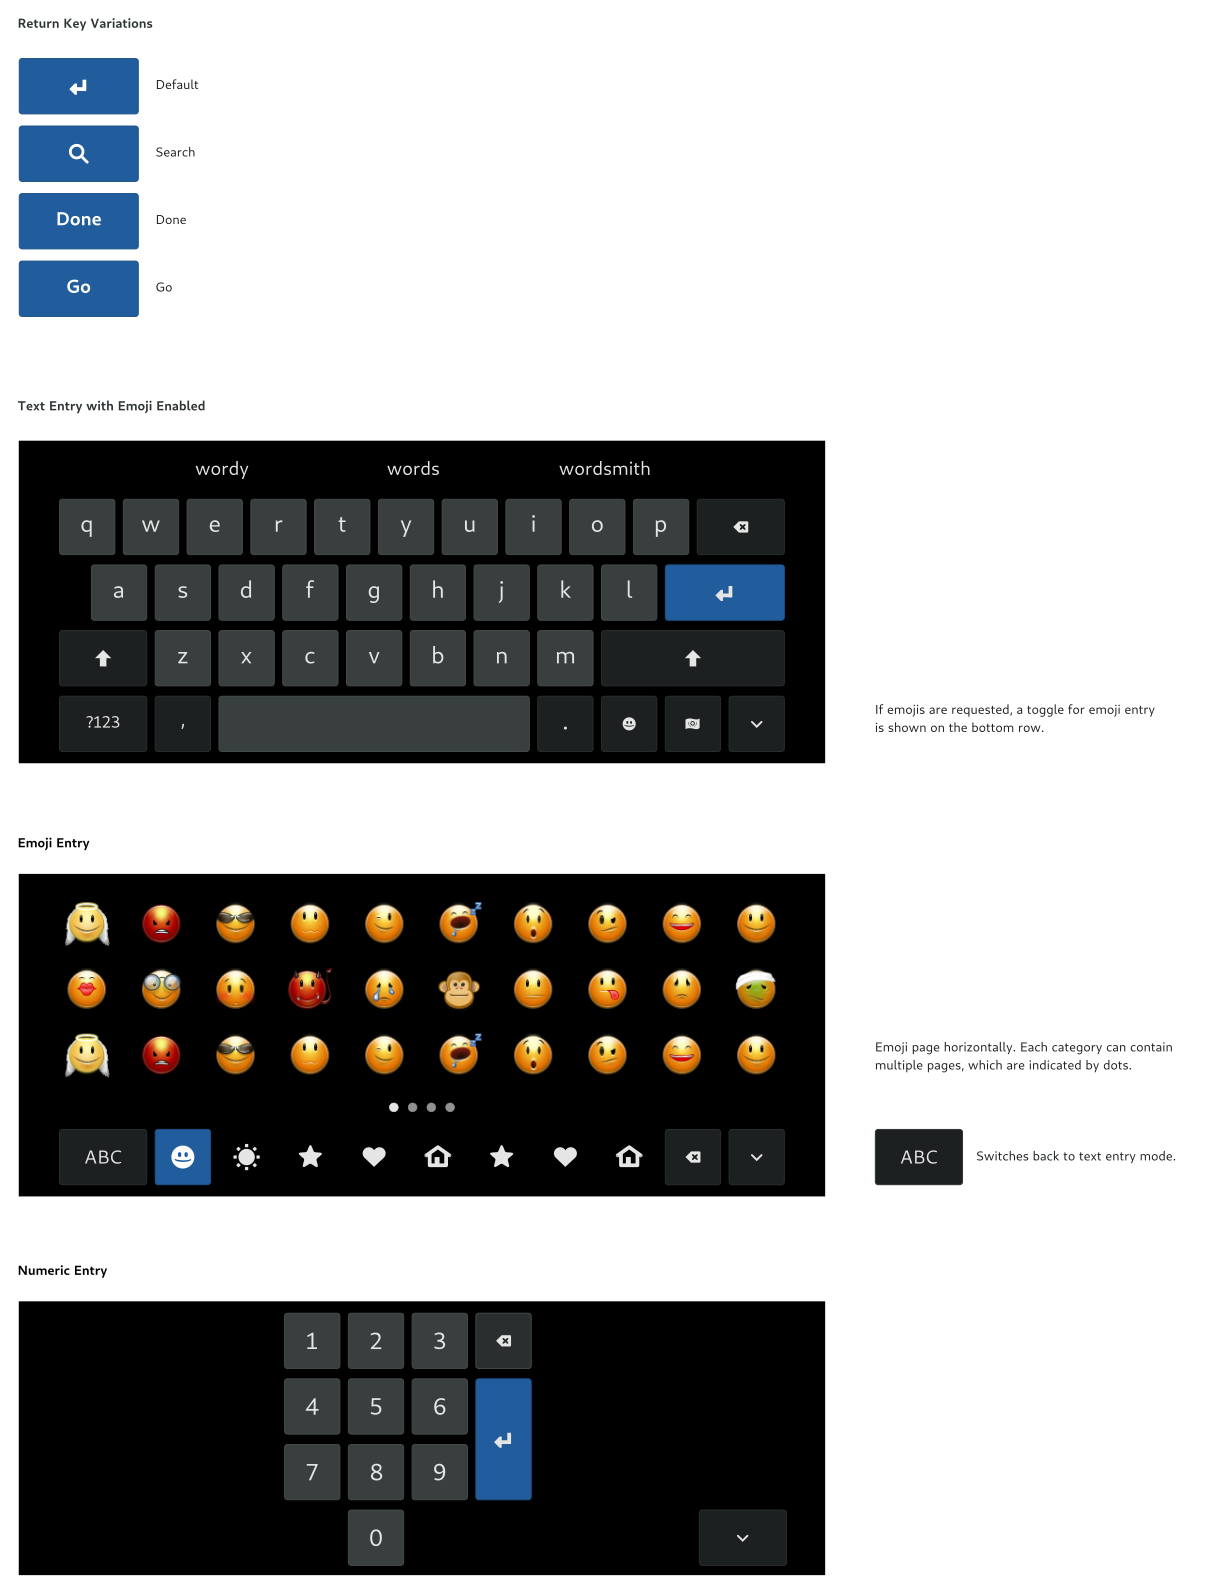 Return Key Variations
Default
Search
Done Done
Go Go
Text Entry with Emoji Enabled
wordy words wordsmith
q w e r t y u i o p
a s d f g h j k l
z x c v b n m
?123 , .
If emojis are requested, a toggle for emoji entry
is shown on the bottom row.
Emoji Entry
z z
z z
Emoji page horizontally. Each category can contain
multiple pages, which are indicated by dots.
ABC
ABC Switches back to text entry mode.
Numeric Entry
1 2 3
4 5 6
7 8 9
0